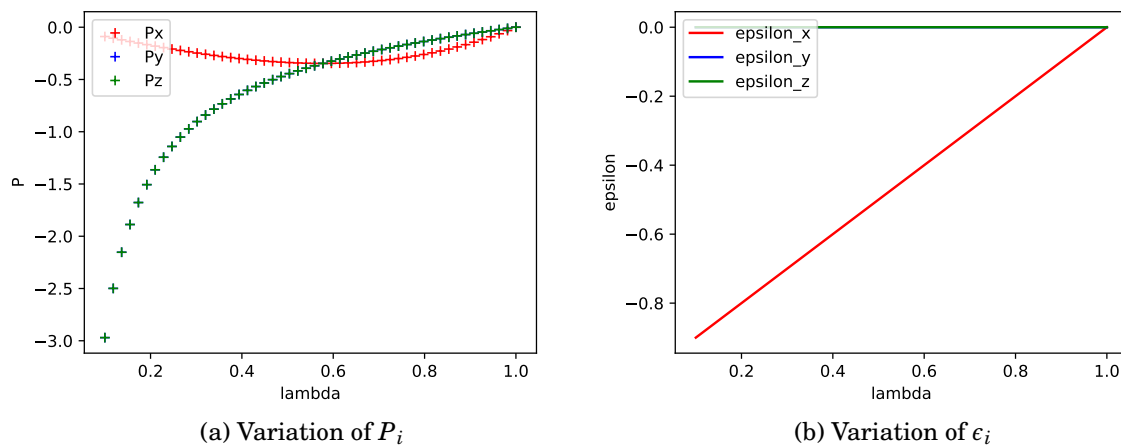 0.0
−0.5
−1.0
−1.5
−2.0
−2.5
−3.0
P
Px
Py
Pz
0.2
0.4
0.6
0.8
1.0
lambda
(a) Variation of P_i
0.0
−0.2
−0.4
−0.6
−0.8
epsilon
epsilon_x
epsilon_y
epsilon_z
0.2
0.4
0.6
0.8
1.0
lambda
(b) Variation of ϵ_i